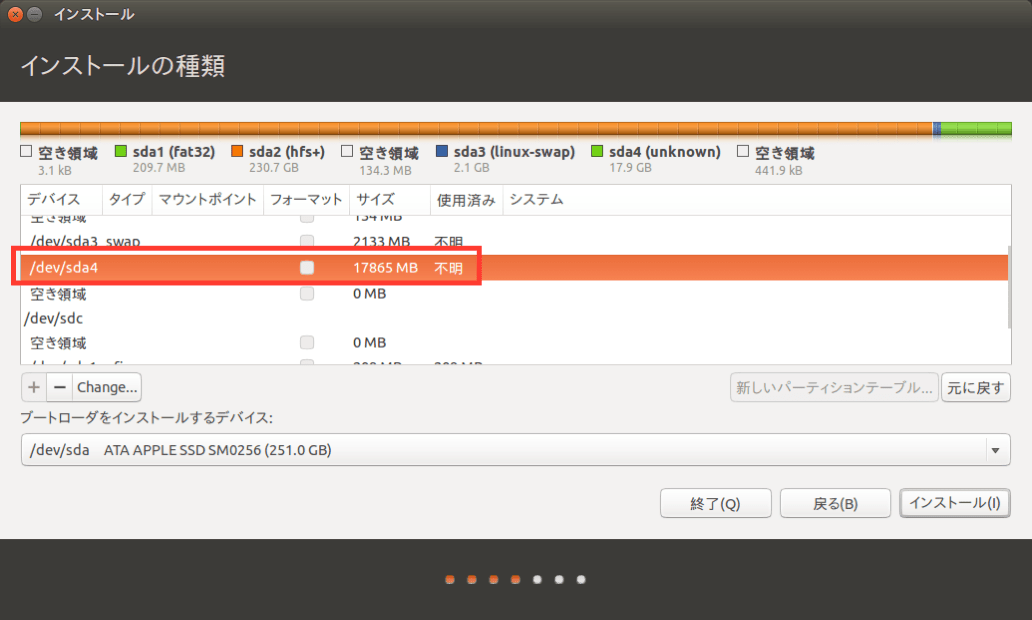 インストール
インストールの種類
空き領域 sda1 (fat32) sda2 (hfs+) 空き領域 sda3 (linux-swap) sda4 (unknown) 空き領域
3.1 kB 209.7 MB 230.7 GB 134.3 MB 2.1 GB 17.9 GB 441.9 kB
デバイス タイプ マウントポイント フォーマット サイズ 使用済み システム
空き領域 134 MB
/dev/sda3 swap 2133 MB 不明
/dev/sda4 17865 MB 不明
空き領域 0 MB
/dev/sdc
空き領域 0 MB
+ − Change... 新しいパーティションテーブル... 元に戻す
ブートローダをインストールするデバイス:
/dev/sda ATA APPLE SSD SM0256 (251.0 GB)
終了(Q) 戻る(B) インストール(I)